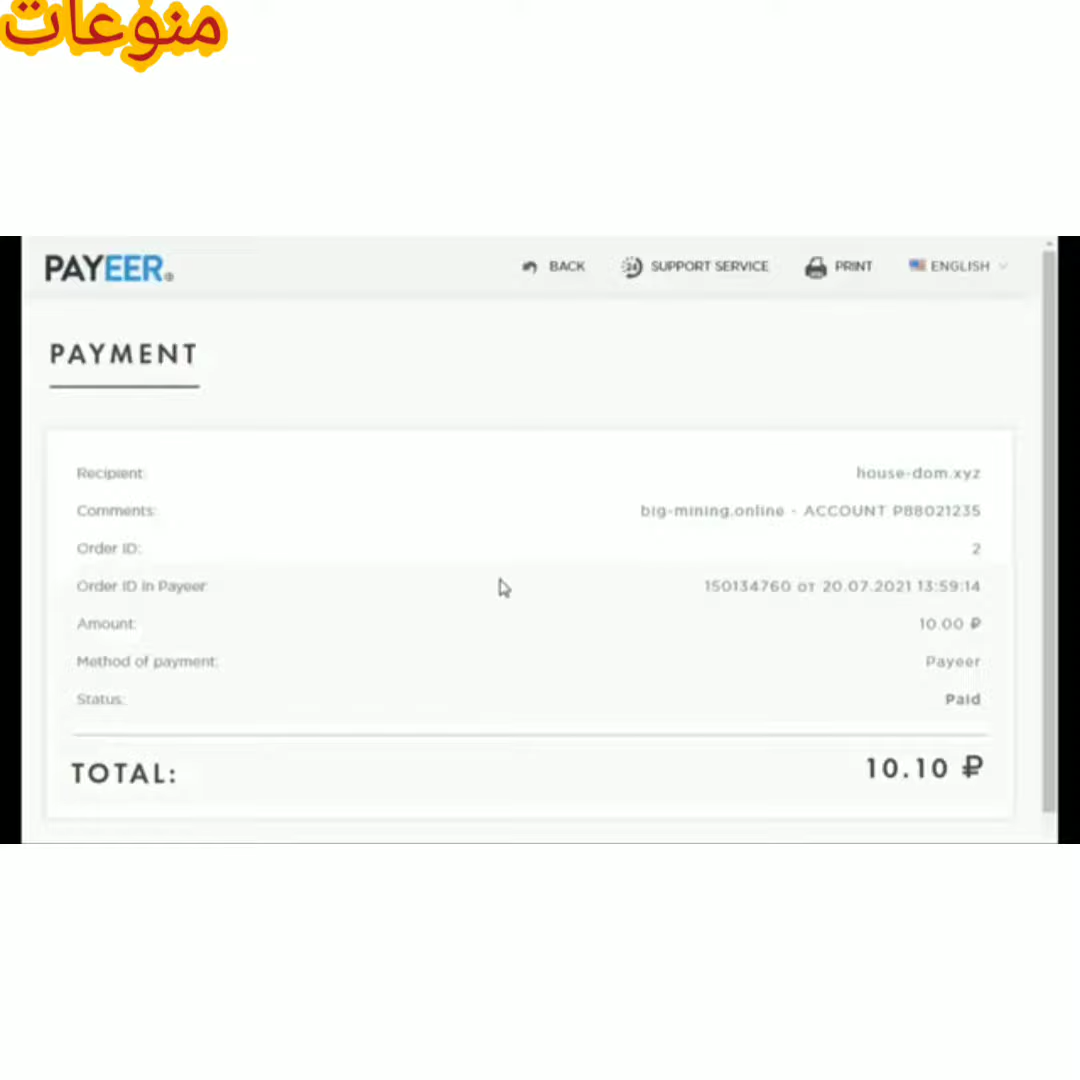 منوعات
PAYEER®
BACK
SUPPORT SERVICE
PRINT
ENGLISH
PAYMENT
Recipient: house-dom.xyz
Comments: big-mining.online - ACCOUNT P88021235
Order ID: 2
Order ID in Payeer: 150134760 от 20.07.2021 13:59:14
Amount: 10.00 ₽
Method of payment: Payeer
Status: Paid
TOTAL: 10.10 ₽